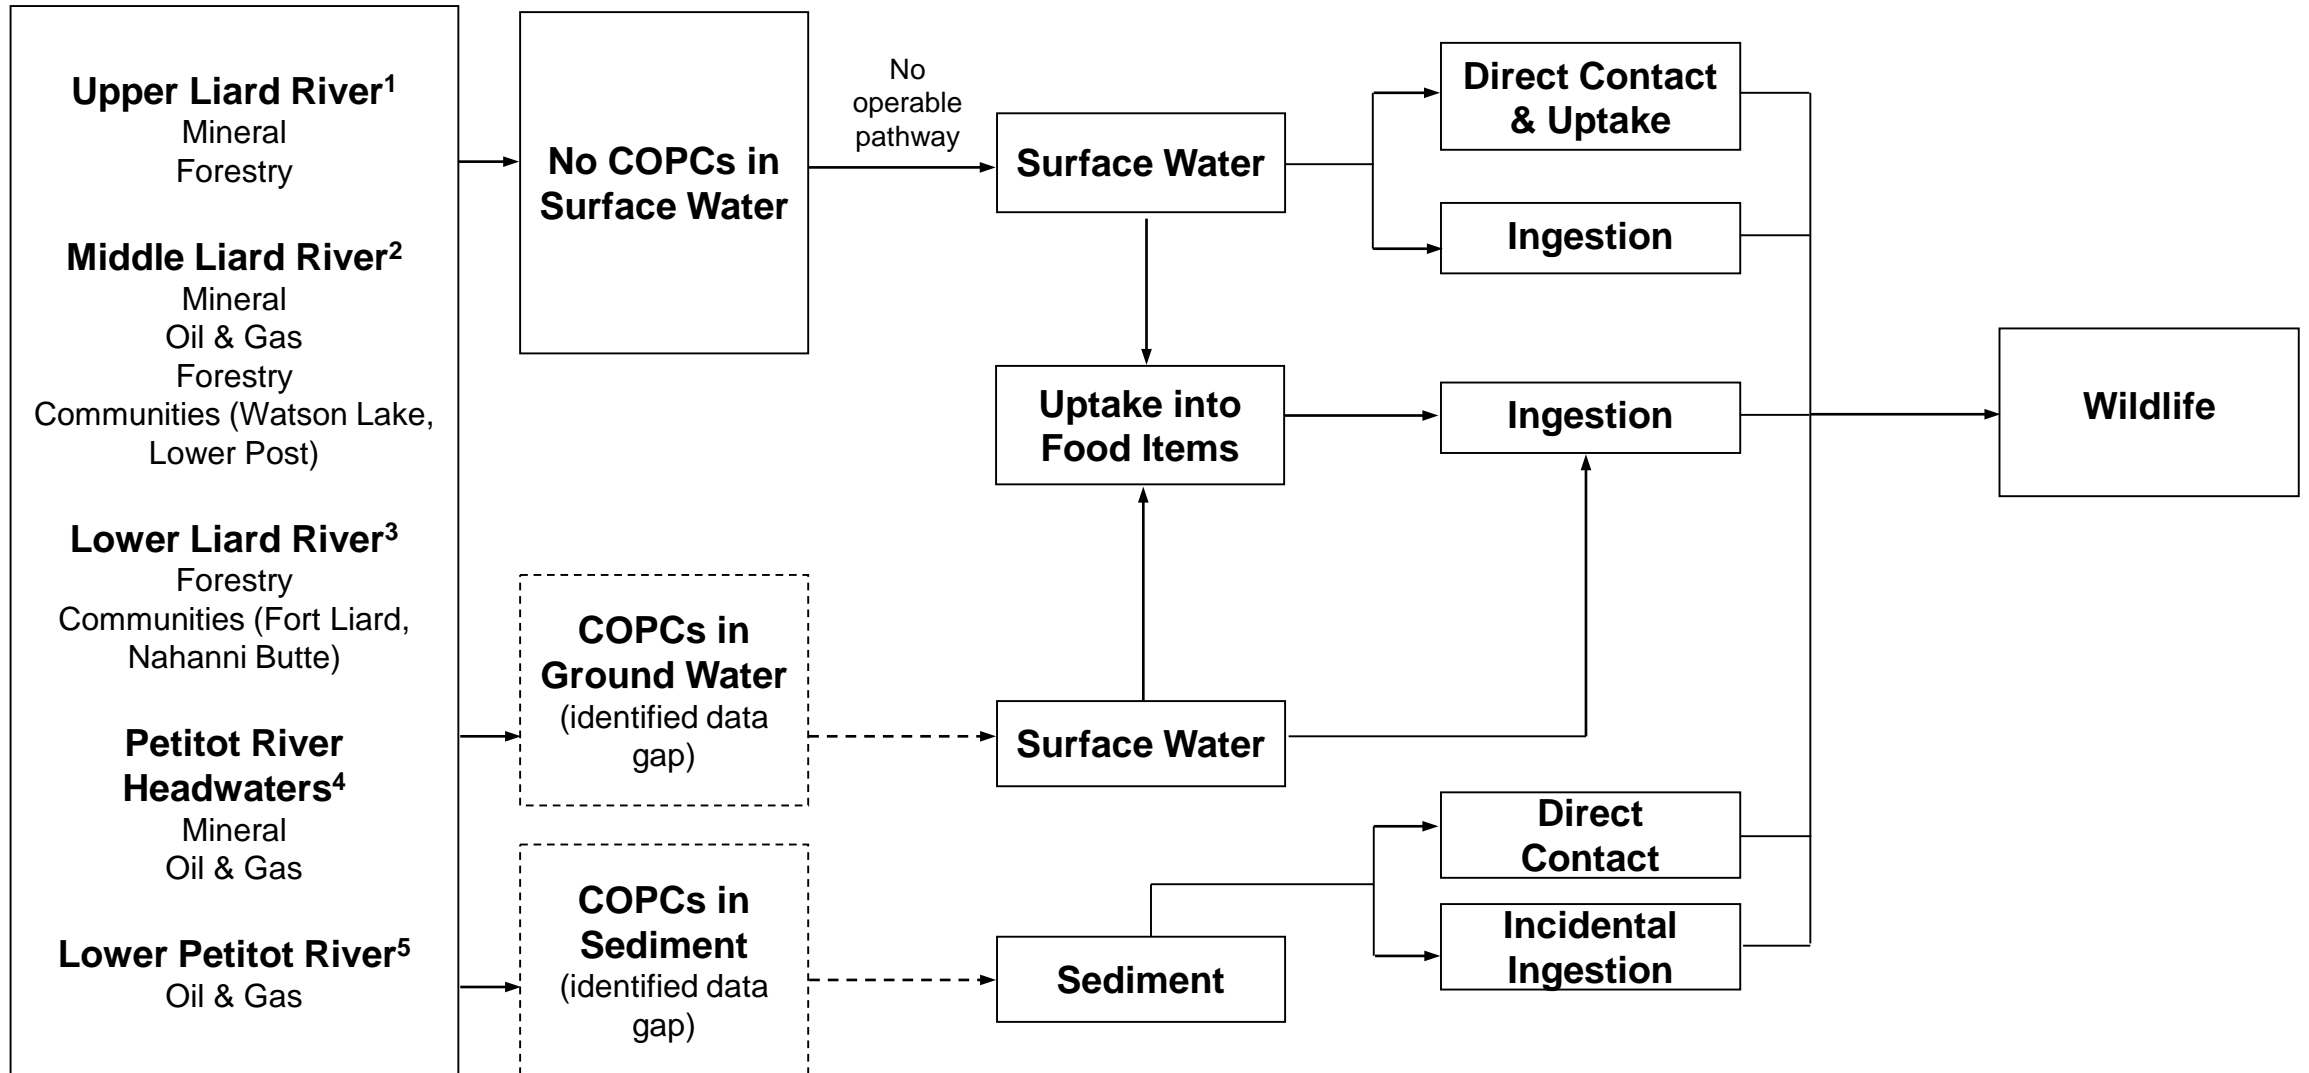 Upper Liard River¹
Mineral
Forestry
Middle Liard River²
Mineral
Oil & Gas
Forestry
Communities (Watson Lake,
Lower Post)
Lower Liard River³
Forestry
Communities (Fort Liard,
Nahanni Butte)
Petitot River
Headwaters⁴
Mineral
Oil & Gas
Lower Petitot River⁵
Oil & Gas
No COPCs in
Surface Water
No
operable
pathway
Surface Water
Direct Contact
& Uptake
Ingestion
Uptake into
Food Items
Ingestion
Wildlife
COPCs in
Ground Water
(identified data
gap)
Surface Water
COPCs in
Sediment
(identified data
gap)
Sediment
Direct
Contact
Incidental
Ingestion